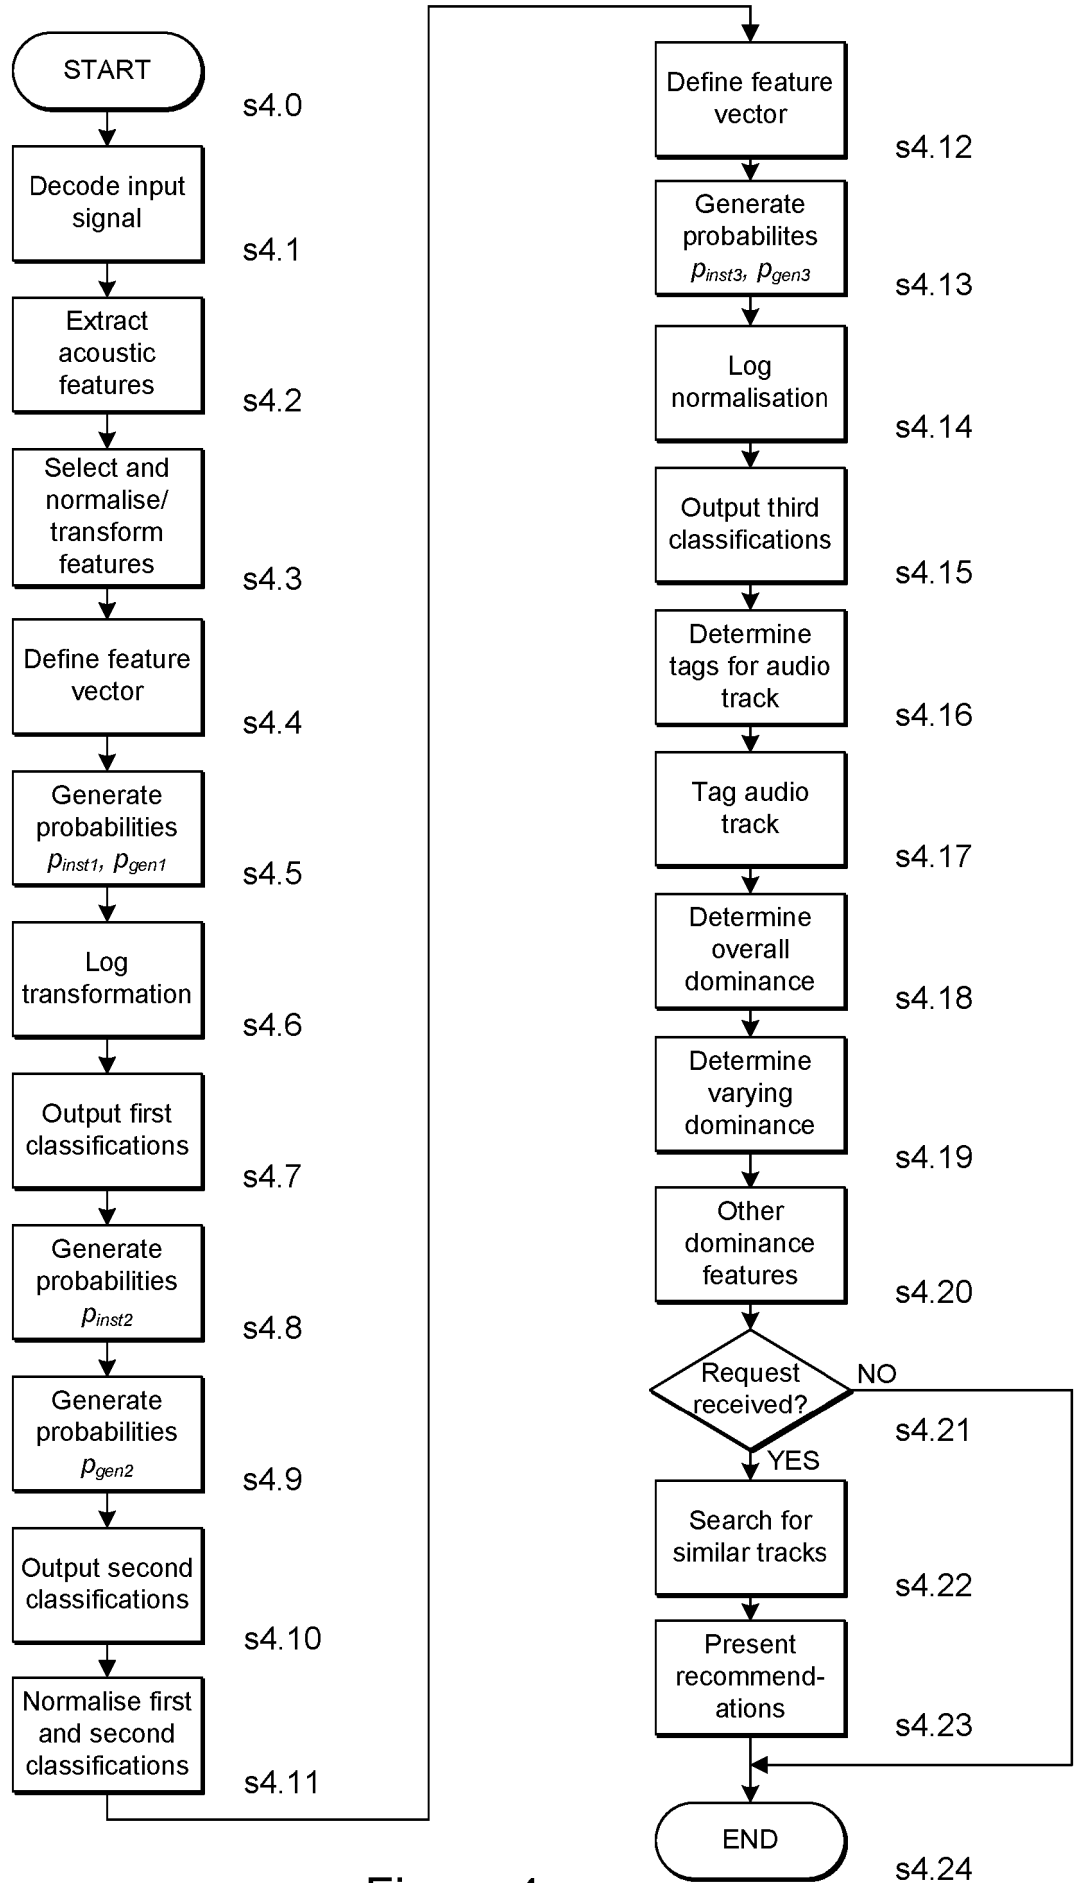 START
s4.0
Decode input
signal
s4.1
Extract
acoustic
features
s4.2
Select and
normalise/
transform
features
s4.3
Define feature
vector
s4.4
Generate
probabilities
pinst1, pgen1
s4.5
Log
transformation
s4.6
Output first
classifications
s4.7
Generate
probabilities
pinst2
s4.8
Generate
probabilities
pgen2
s4.9
Output second
classifications
s4.10
Normalise first
and second
classifications
s4.11
Define feature
vector
s4.12
Generate
probabilites
pinst3, pgen3
s4.13
Log
normalisation
s4.14
Output third
classifications
s4.15
Determine
tags for audio
track
s4.16
Tag audio
track
s4.17
Determine
overall
dominance
s4.18
Determine
varying
dominance
s4.19
Other
dominance
features
s4.20
Request
received?
NO
s4.21
YES
Search for
similar tracks
s4.22
Present
recommend-
ations
s4.23
END
s4.24